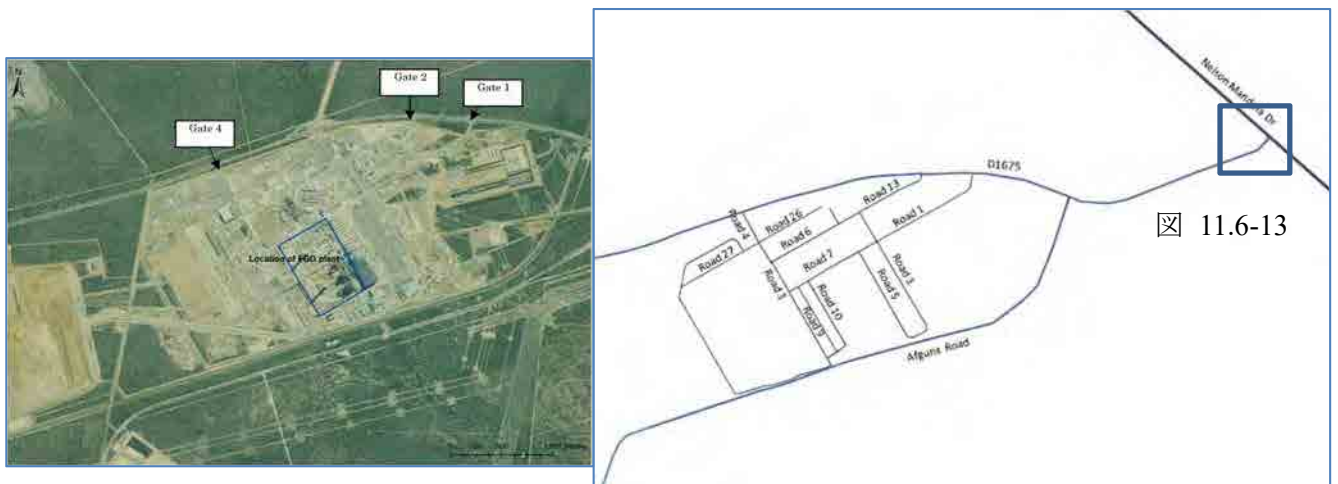 N
Gate 2
Gate 1
Gate 4
Location of FGD plant
Nelson Mandela Dr
D1675
図 11.6-13
Road 13
Road 26
Road 4
Road 6
Road 1
Road 27
Road 7
Road 3
Road 3
Road 5
Road 10
Road 9
Afguns Road